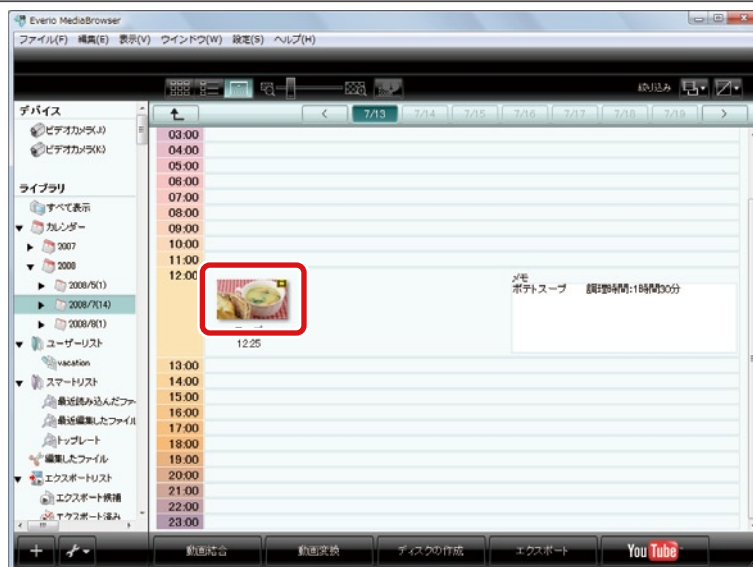 Everio MediaBrowser
ファイル(F) 編集(E) 表示(V) ウインドウ(W) 設定(S) ヘルプ(H)
絞り込み
デバイス
ビデオカメラ(J)
ビデオカメラ(K)
ライブラリ
すべて表示
カレンダー
2007
2008
2008/5(1)
2008/7(14)
2008/8(1)
ユーザーリスト
vacation
スマートリスト
最近読み込んだファ
最近編集したファイル
トップレート
編集したファイル
エクスポートリスト
エクスポート候補
エクスポート済み
7/13 7/14 7/15 7/16 7/17 7/18 7/19
03:00
04:00
05:00
06:00
07:00
08:00
09:00
10:00
11:00
12:00
12:25
メモ
ポテトスープ 調理時間:1時間30分
13:00
14:00
15:00
16:00
17:00
18:00
19:00
20:00
21:00
22:00
23:00
動画結合 動画変換 ディスクの作成 エクスポート YouTube